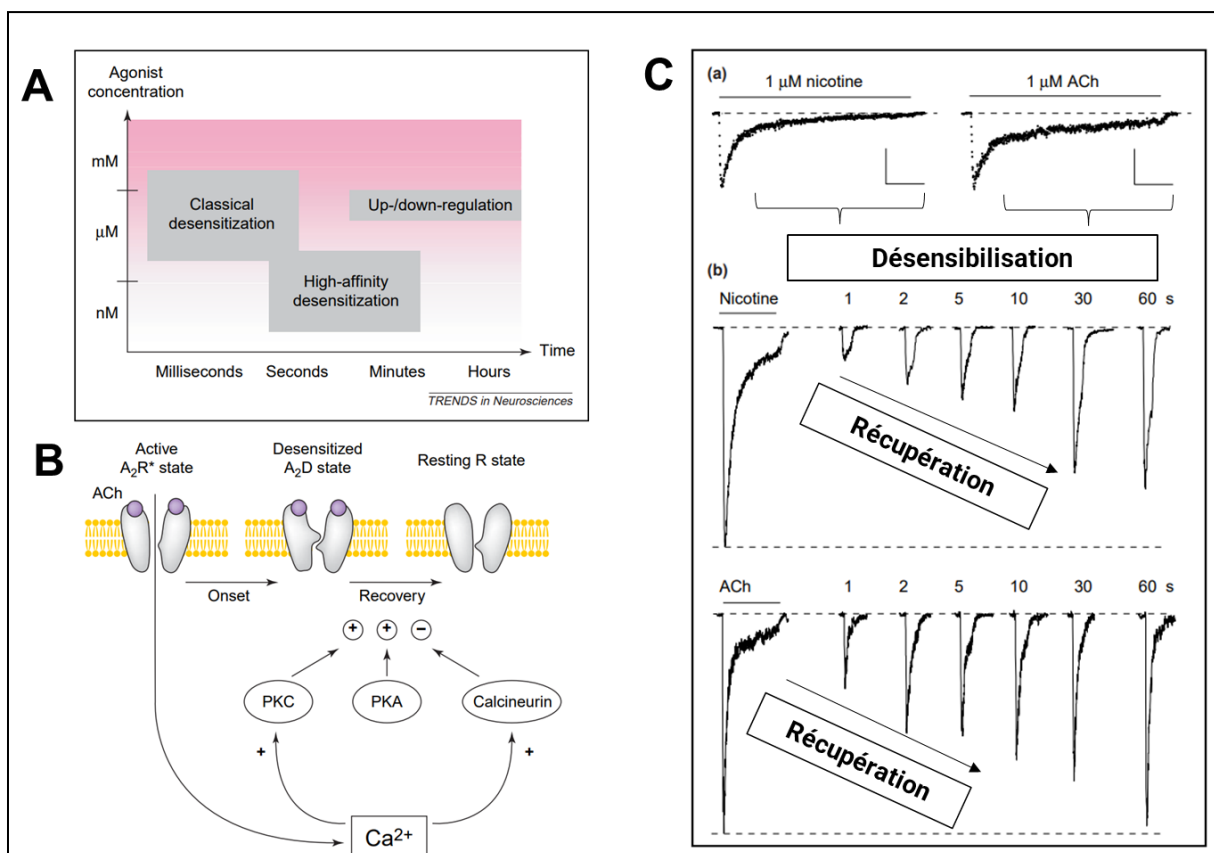 A
Agonist
concentration
mM
μM
nM
Classical
desensitization
Up-/down-regulation
High-affinity
desensitization
Time
Milliseconds Seconds Minutes Hours
TRENDS in Neurosciences
B
Active
A₂R* state
Desensitized
A₂D state
Resting R state
ACh
Onset
Recovery
+ + −
PKC PKA Calcineurin
+ +
Ca²⁺
C
(a)
1 μM nicotine 1 μM ACh
Désensibilisation
(b)
Nicotine 1 2 5 10 30 60 s
Récupération
ACh 1 2 5 10 30 60 s
Récupération